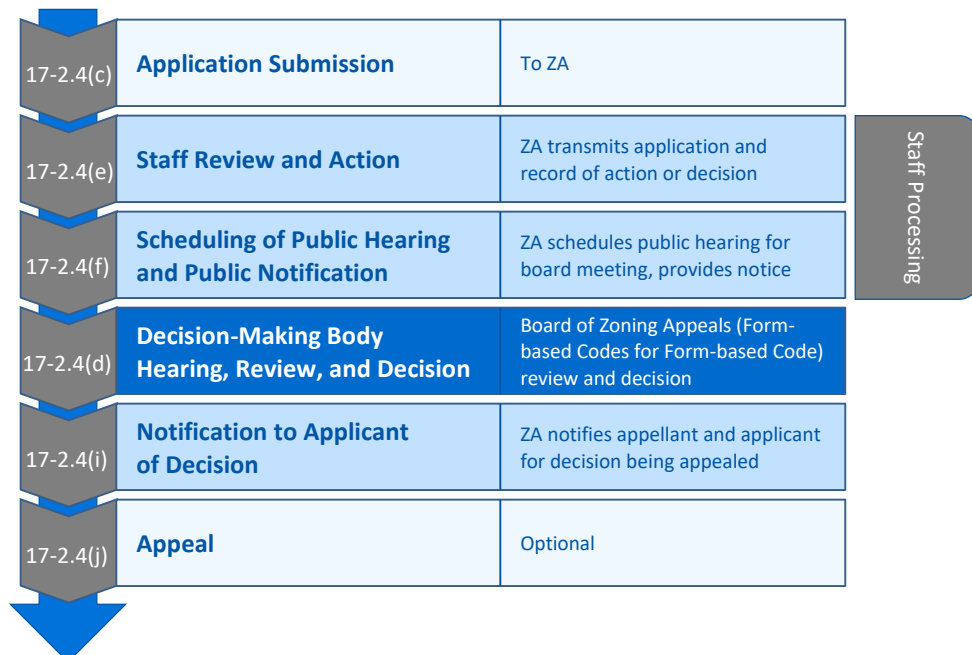 17-2.4(c)
Application Submission
To ZA
17-2.4(e)
Staff Review and Action
ZA transmits application and
record of action or decision
Staff Processing
17-2.4(f)
Scheduling of Public Hearing
and Public Notification
ZA schedules public hearing for
board meeting, provides notice
17-2.4(d)
Decision-Making Body
Hearing, Review, and Decision
Board of Zoning Appeals (Form-
based Codes for Form-based Code)
review and decision
17-2.4(i)
Notification to Applicant
of Decision
ZA notifies appellant and applicant
for decision being appealed
17-2.4(j)
Appeal
Optional